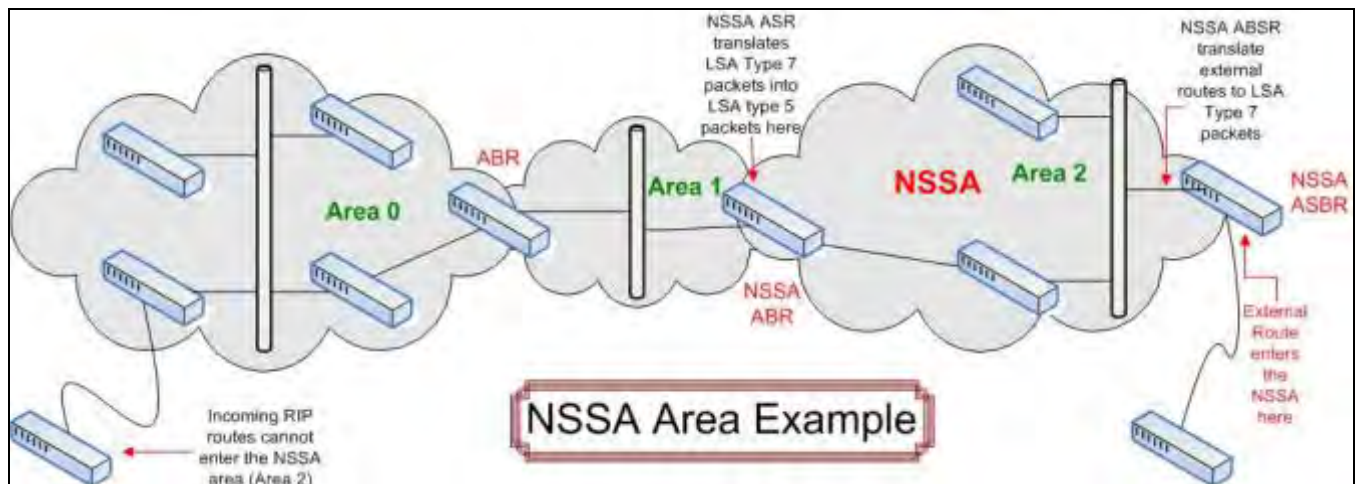 NSSA ASR
translates
LSA Type 7
packets into
LSA type 5
packets here
NSSA ABSR
translate
external
routes to LSA
Type 7
packets
ABR
Area 0
Area 1
NSSA
Area 2
NSSA
ASBR
NSSA
ABR
External
Route
enters
the
NSSA
here
Incoming RIP
routes cannot
enter the NSSA
area (Area 2)
NSSA Area Example